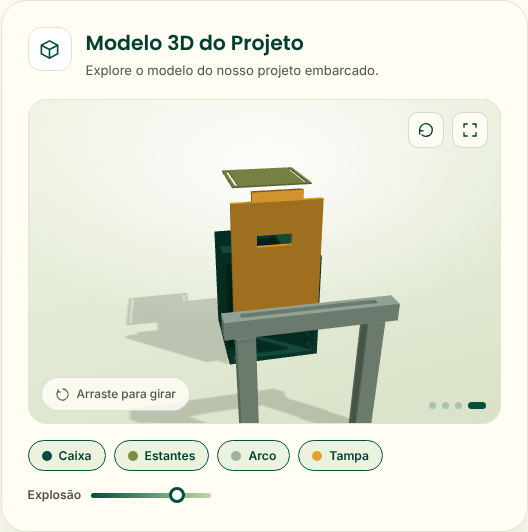 Modelo 3D do Projeto
Explore o modelo do nosso projeto embarcado.
Arraste para girar
Caixa
Estantes
Arco
Tampa
Explosão